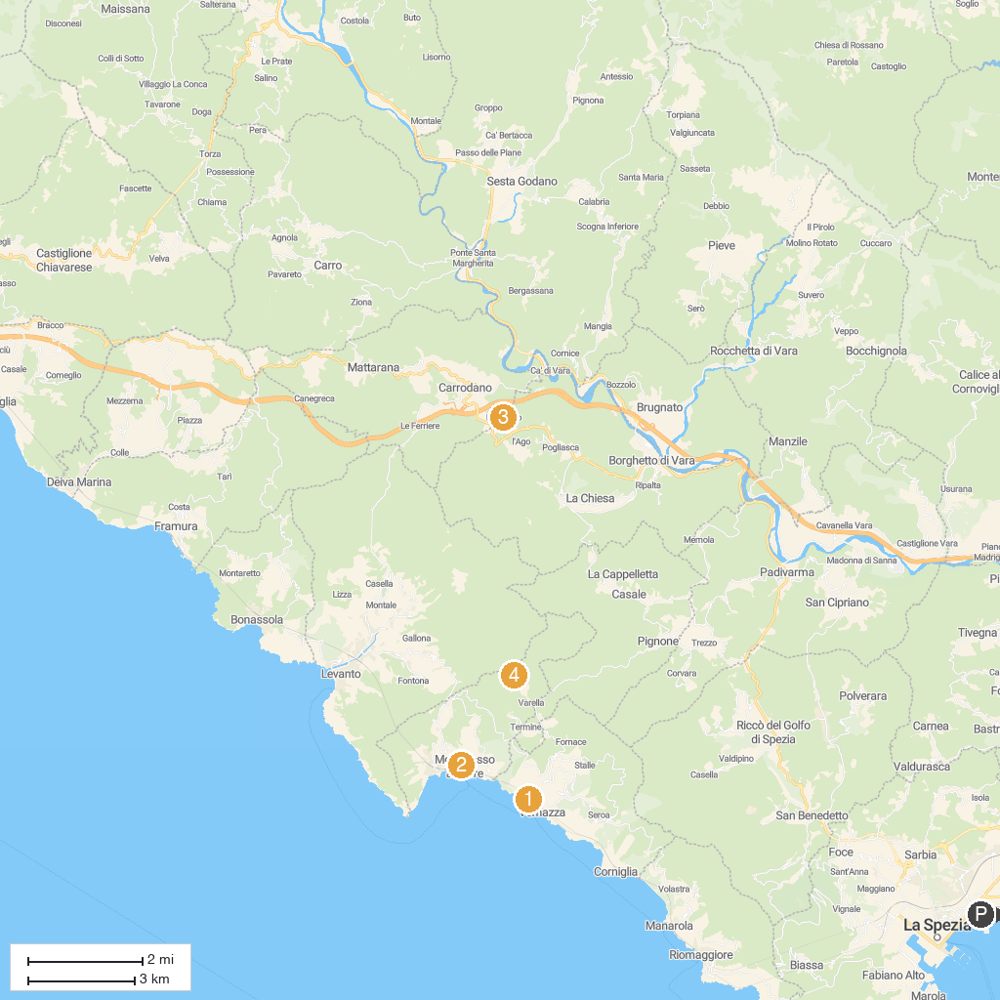 Maissana
Salterana
Disconesi
Costola
Buto
Soglio
Chiesa di Rossano
Paretola
Castoglio
Colli di Sotto
Le Prate
Salino
Lisorno
Antessio
Villaggio La Conca
Tavarone
Doga
Groppo
Pignona
Torpiana
Valgiuncata
Pera
Montale
Ca' Bertacca
Torza
Passo delle Piane
Possessione
Sesta Godano
Santa Maria
Sasseta
Fascette
Chiama
Calabria
Debbio
Scogna Inferiore
Il Pirolo
Castiglione
Chiavarese
Velva
Agnola
Carro
Pavareto
Ponte Santa
Margherita
Pieve
Molino Rotato
Cuccaro
Bergassana
Ziona
Suvero
Serò
Bracco
Mangia
Veppo
Casale
Comeglio
Mattarana
Cornice
Ca' di Vara
Rocchetta di Vara
Bocchignola
Calice al
Cornovigl
Mezzema
Canegreca
Carrodano
Bozzolo
Brugnato
Piazza
Le Ferriere
3
l'Ago
Pogliasca
Manzile
Colle
Borghetto di Vara
Deiva Marina
Tarì
Ripalta
Usurana
La Chiesa
Costa
Framura
Cavanella Vara
Memola
Castiglione Vara
Madonna di Sanna
Montaretto
Casella
La Cappelletta
Padivarma
Lizza
Montale
Casale
San Cipriano
Bonassola
Gallona
Pignone
Trezzo
Tivegna
Levanto
Fontona
4
Corvara
Varella
Polverara
Termine
Riccò del Golfo
di Spezia
Carnea
Fornace
Valdipino
Valdurasca
2
Stalle
Casella
1
Seroa
San Benedetto
Isola
Foce
Sarbia
Corniglia
Sant'Anna
Volastra
Maggiano
Vignale
P
Manarola
La Spezia
Riomaggiore
Biassa
2 mi
3 km
Fabiano Alto
Marola